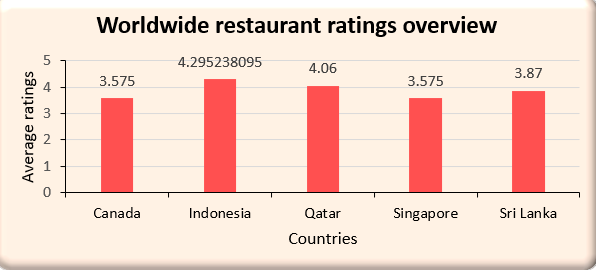 Worldwide restaurant ratings overview
Average ratings
5
4
3
2
1
0
3.575
4.295238095
4.06
3.575
3.87
Canada
Indonesia
Qatar
Singapore
Sri Lanka
Countries